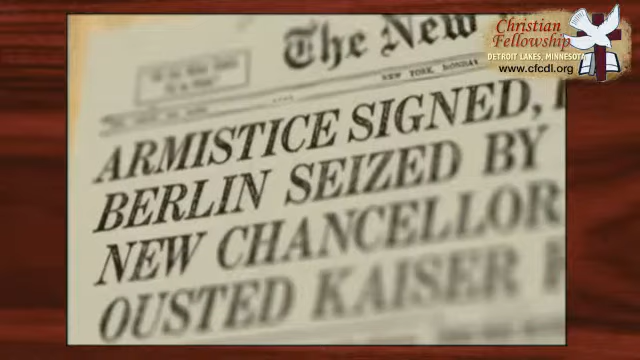 The New
NEW YORK, MONDAY
ARMISTICE SIGNED,
BERLIN SEIZED BY
NEW CHANCELLOR
OUSTED KAISER
Christian
Fellowship
DETROIT LAKES, MINNESOTA
www.cfcdl.org